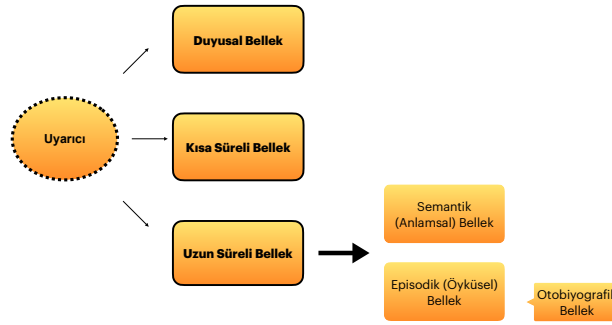 Duyusal Bellek
Uyarıcı
Kısa Süreli Bellek
Uzun Süreli Bellek
Semantik
(Anlamsal) Bellek
Episodik (Öyküsel)
Bellek
Otobiyografik
Bellek